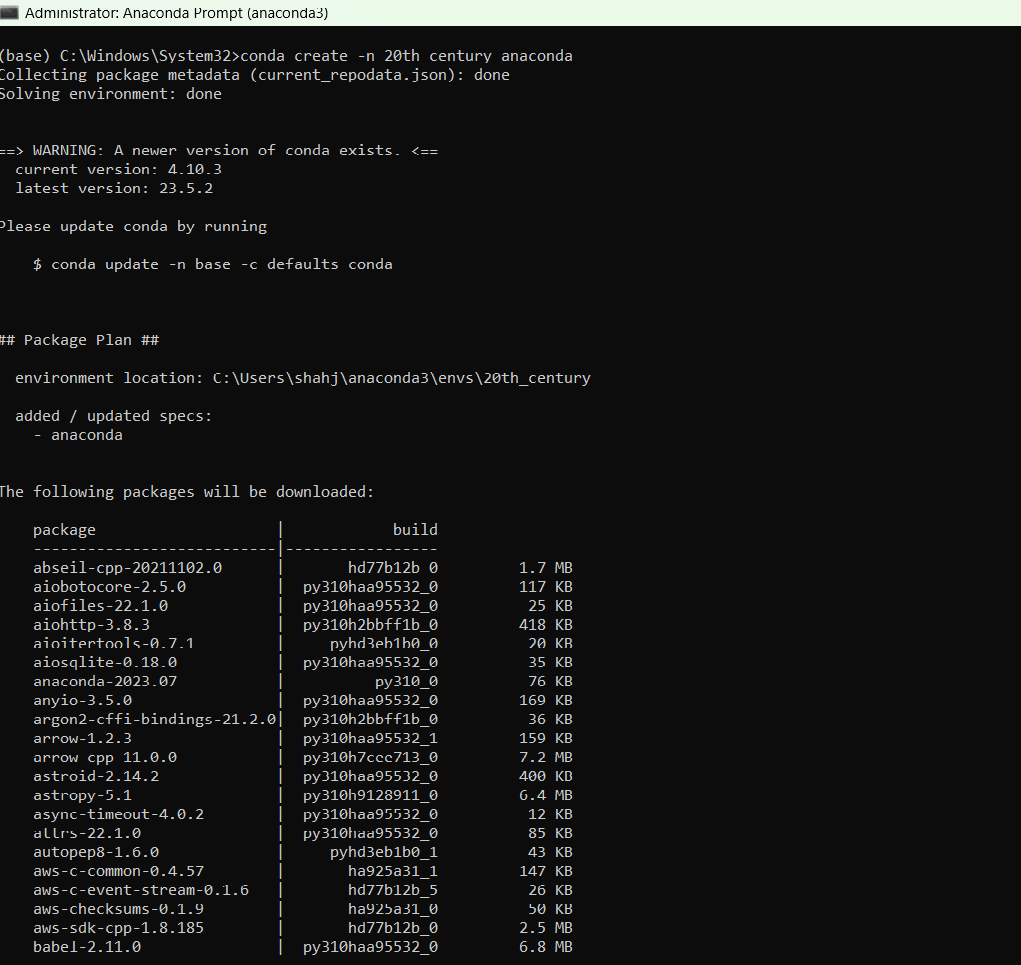 Administrator: Anaconda Prompt (anaconda3)
(base) C:\Windows\System32>conda create -n 20th_century anaconda
Collecting package metadata (current_repodata.json): done
Solving environment: done
==> WARNING: A newer version of conda exists. <==
current version: 4.10.3
latest version: 23.5.2
Please update conda by running
$ conda update -n base -c defaults conda
## Package Plan ##
environment location: C:\Users\shahj\anaconda3\envs\20th_century
added / updated specs:
- anaconda
The following packages will be downloaded:
package | build
---------------------------|-----------------
abseil-cpp-20211102.0 | hd77b12b_0 1.7 MB
aiobotocore-2.5.0 | py310haa95532_0 117 KB
aiofiles-22.1.0 | py310haa95532_0 25 KB
aiohttp-3.8.3 | py310h2bbff1b_0 418 KB
aioitertools-0.7.1 | pyhd3eb1b0_0 20 KB
aiosqlite-0.18.0 | py310haa95532_0 35 KB
anaconda-2023.07 | py310_0 76 KB
anyio-3.5.0 | py310haa95532_0 169 KB
argon2-cffi-bindings-21.2.0| py310h2bbff1b_0 36 KB
arrow-1.2.3 | py310haa95532_1 159 KB
arrow-cpp-11.0.0 | py310h7cec713_0 7.2 MB
astroid-2.14.2 | py310haa95532_0 400 KB
astropy-5.1 | py310h9128911_0 6.4 MB
async-timeout-4.0.2 | py310haa95532_0 12 KB
attrs-22.1.0 | py310haa95532_0 85 KB
autopep8-1.6.0 | pyhd3eb1b0_1 43 KB
aws-c-common-0.4.57 | ha925a31_1 147 KB
aws-c-event-stream-0.1.6 | hd77b12b_5 26 KB
aws-checksums-0.1.9 | ha925a31_0 50 KB
aws-sdk-cpp-1.8.185 | hd77b12b_0 2.5 MB
babel-2.11.0 | py310haa95532_0 6.8 MB